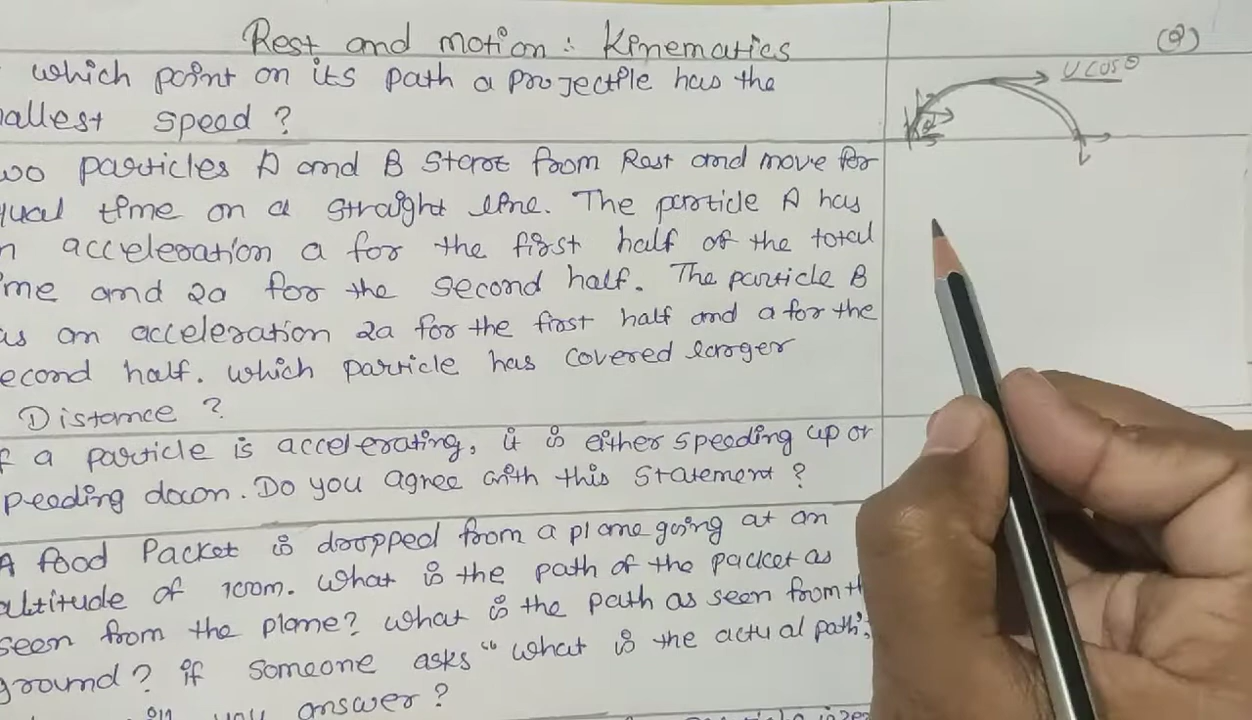 Rest and motion : Kinematics
(9)
which point on its path a projectile has the
U cos θ
allest speed ?
wo particles A and B Start from Rest and move for
qual time on a straight line. The particle A has
n acceleration a for the first half of the total
me and 2a for the second half. The particle B
as an acceleration 2a for the first half and a for the
econd half. which particle has covered larger
Distance ?
f a particle is accelerating, it is either speeding up or
peeding down. Do you agree with this statement ?
A food Packet is dropped from a plane going at an
altitude of 100m. What is the path of the packet as
seen from the plane? what is the path as seen from th
ground? if someone asks " what is the actual path",
you answer ?